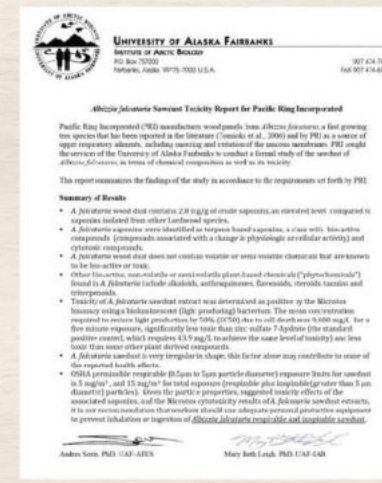 INSTITUTE OF ARCTIC BIOLOGY
UNIVERSITY OF ALASKA FAIRBANKS
INSTITUTE OF ARCTIC BIOLOGY
P.O. Box 757000
Fairbanks, Alaska 99775-7000 U.S.A.
907 474-76
FAX 907 474-69
Albizzia falcataria Sawdust Toxicity Report for Pacific Ring Incorporated
Pacific Ring Incorporated (PRI) manufactures wood panels from Albizzia falcataria, a fast growing
tree species that has been reported in the literature (Tomioka et al., 2006) and by PRI as a source of
upper respiratory ailments, including sneezing and irritation of the mucous membranes. PRI sought
the services of the University of Alaska Fairbanks to conduct a formal study of the sawdust of
Albizzia falcataria, in terms of chemical composition as well as its toxicity.
This report summarizes the findings of the study in accordance to the requirements set forth by PRI.
Summary of Results
• A. falcataria wood dust contains 2.0 mg/g of crude saponins, an elevated level compared to
saponins isolated from other hardwood species.
• A. falcataria saponins were identified as terpene based saponins, a class with bio-active
compounds (compounds associated with a change in physiologic or cellular activity) and
cytotoxic compounds.
• A. falcataria wood dust does not contain volatile or semi-volatile chemicals that are known
to be bio-active or toxic.
• Other bio-active, non-volatile or semi-volatile plant-based chemicals ("phytochemicals")
found in A. falcataria include alkaloids, anthraquinones, flavonoids, steroids tannins and
triterpenoids.
• Toxicity of A. falcataria sawdust extract was determined as positive by the Microtox
bioassay using a bioluminescent (light producing) bacterium. The mean concentration
required to reduce light production by 50% (EC50) due to cell death was 9,000 mg/L for a
five minute exposure, significantly less toxic than zinc sulfate 7-hydrate (the standard
positive control, which requires 43.9 mg/L to achieve the same level of toxicity) and less
toxic than some other plant derived compounds.
• A. falcataria sawdust is very irregular in shape; this factor alone may contribute to some of
the reported health effects.
• OSHA permissible respirable (0.5μm to 5μm particle diameter) exposure limits for sawdust
is 5 mg/m³, and 15 mg/m³ for total exposure (respirable plus inspirable (greater than 5 μm
diameter) particles). Given the particle properties, suggested toxicity effects of the
associated saponins, and the Microtox cytotoxicity results of A. falcataria sawdust extracts,
it is our recommendation that workers should use adequate personal protective equipment
to prevent inhalation or ingestion of Albizzia falcataria respirable and inspirable sawdust.
Andres Soria, PhD. UAF-AFES
Mary Beth Leigh, PhD. UAF-IAB